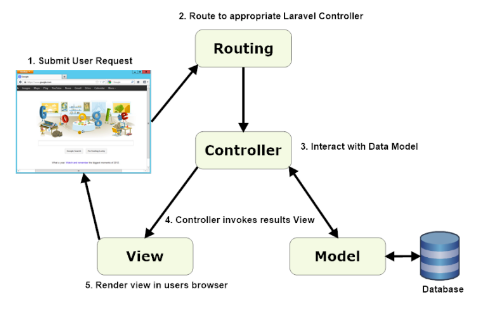 2. Route to appropriate Laravel Controller
1. Submit User Request
Routing
Google
Controller
3. Interact with Data Model
4. Controller invokes results View
View
Model
5. Render view in users browser
Database